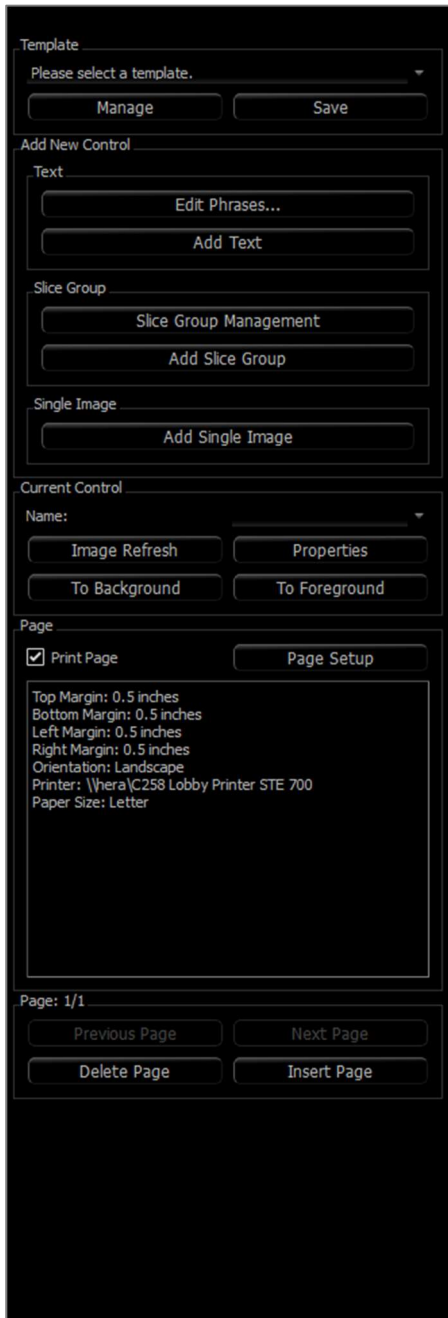 Template
Please select a template.
Manage Save
Add New Control
Text
Edit Phrases...
Add Text
Slice Group
Slice Group Management
Add Slice Group
Single Image
Add Single Image
Current Control
Name:
Image Refresh Properties
To Background To Foreground
Page
Print Page Page Setup
Top Margin: 0.5 inches
Bottom Margin: 0.5 inches
Left Margin: 0.5 inches
Right Margin: 0.5 inches
Orientation: Landscape
Printer: \\hera\C258 Lobby Printer STE 700
Paper Size: Letter
Page: 1/1
Previous Page Next Page
Delete Page Insert Page